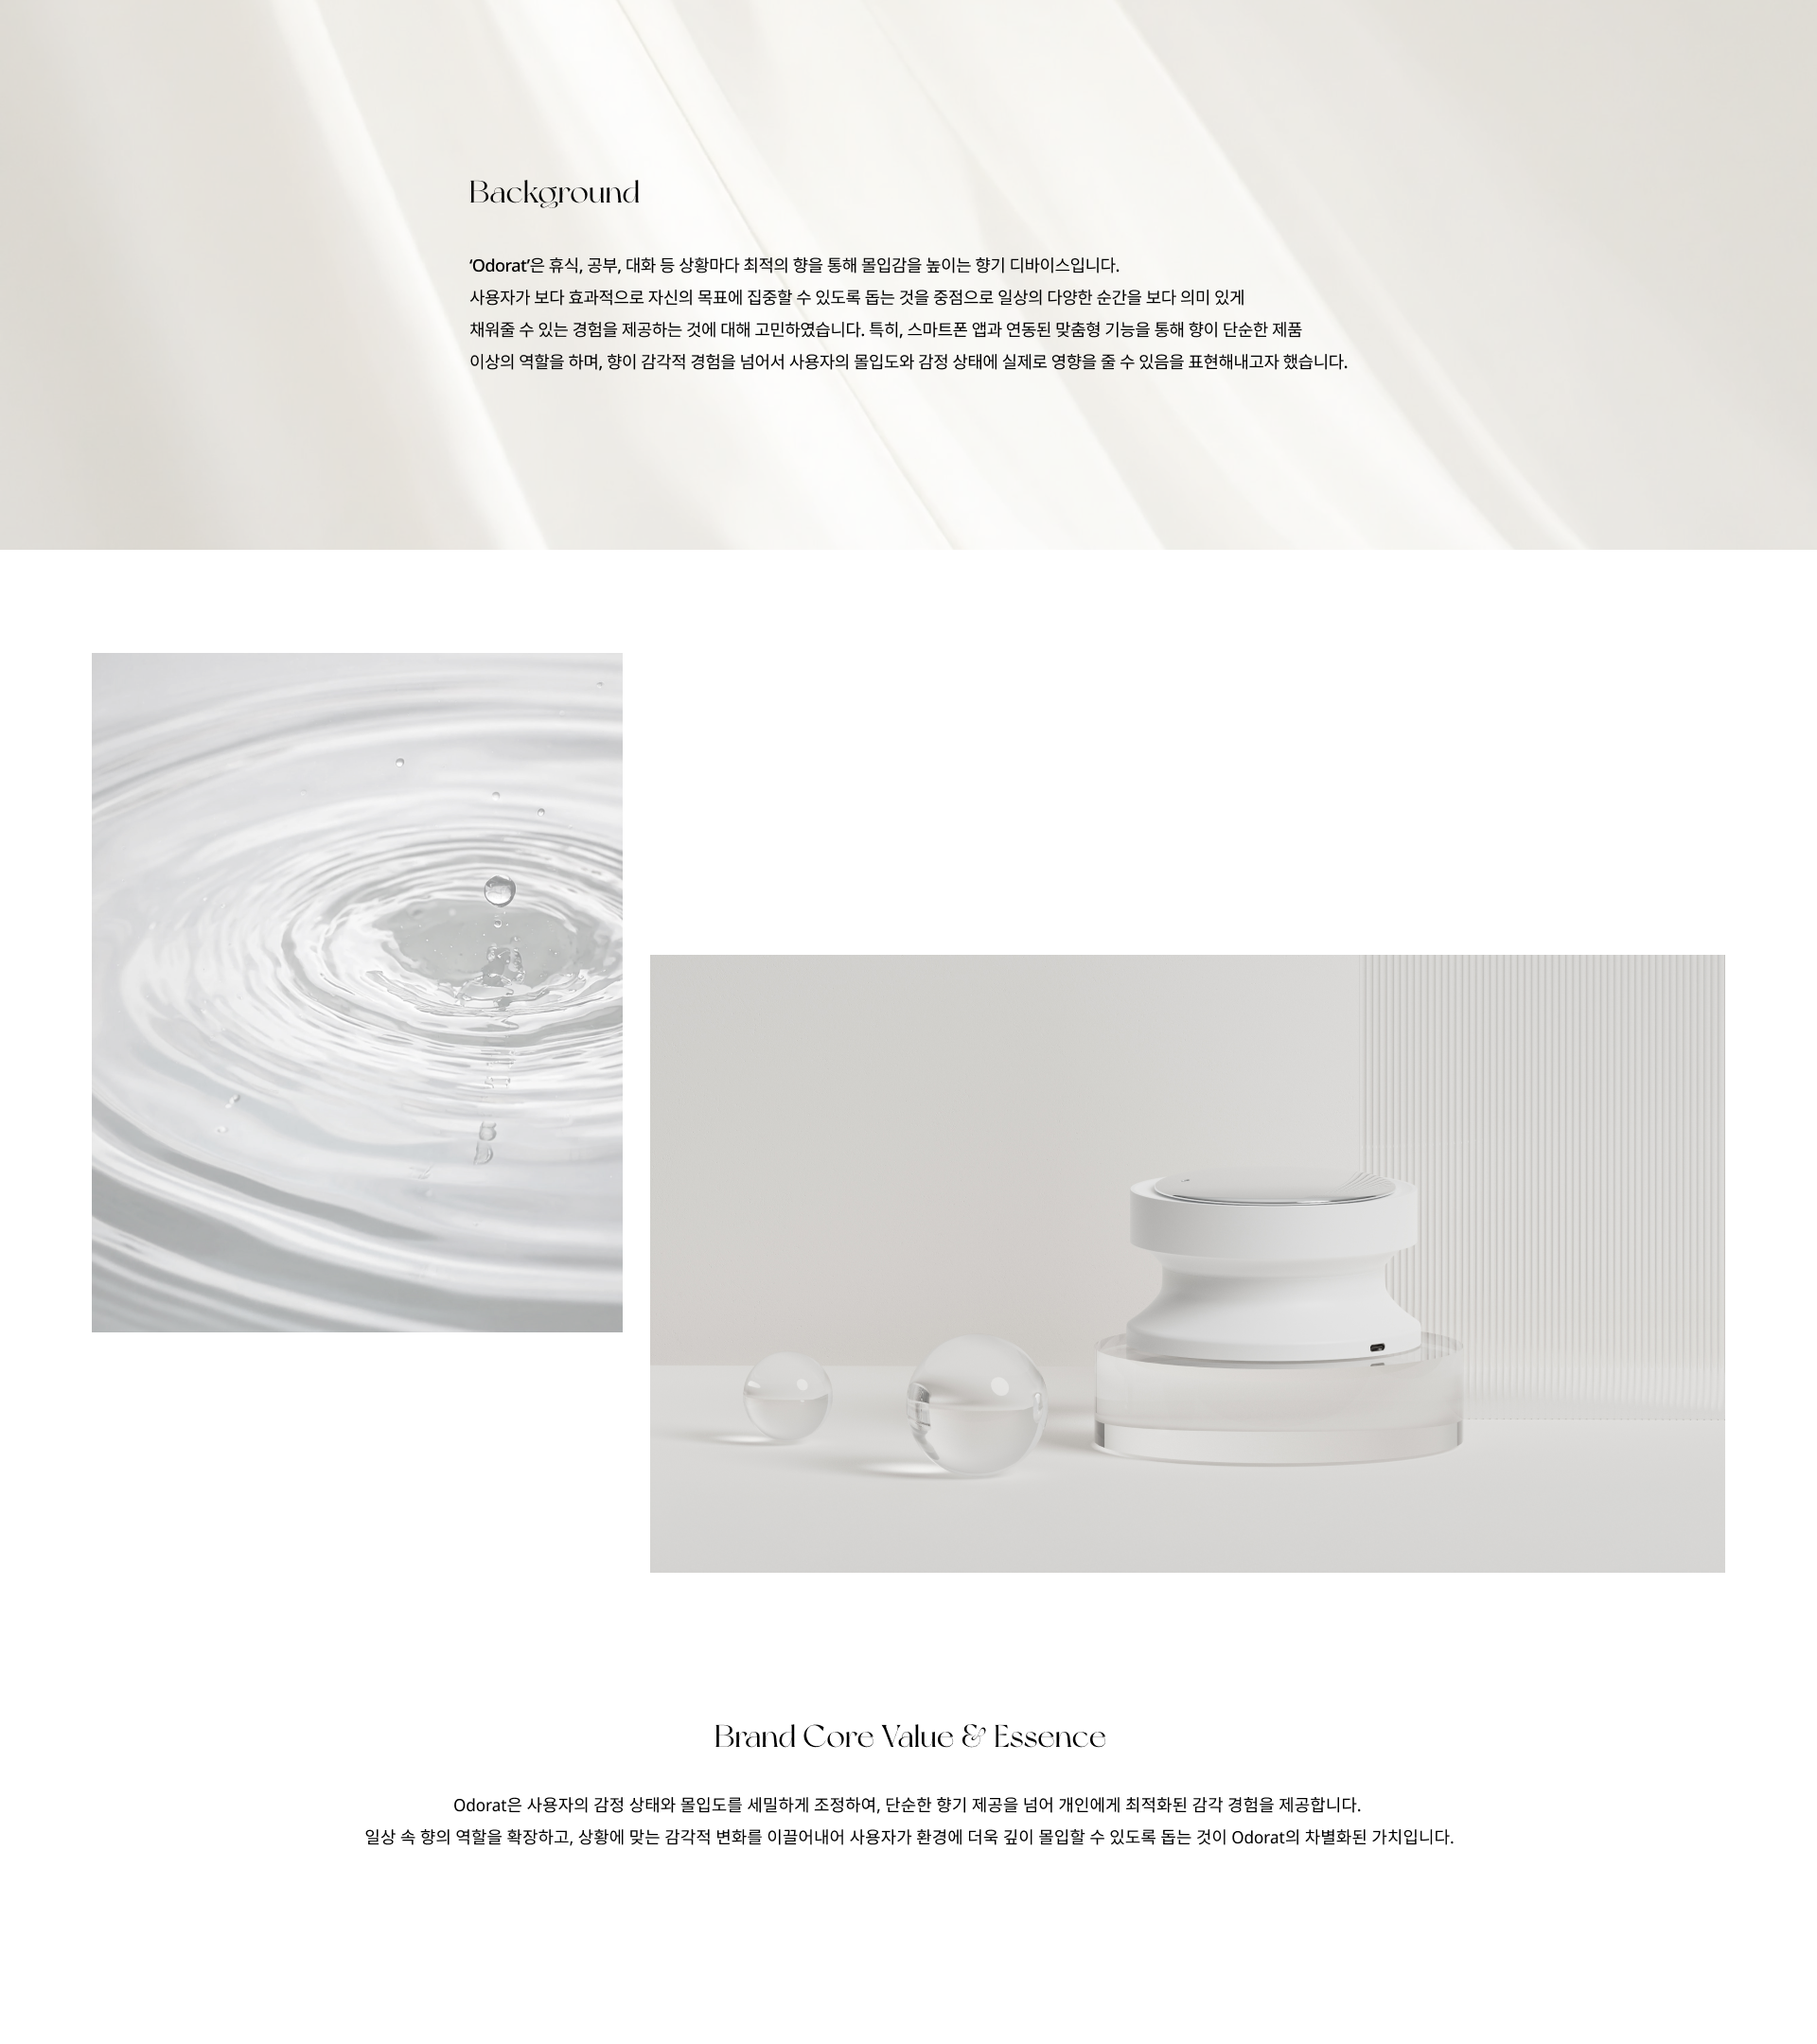 Background
‘Odorat’은 휴식, 공부, 대화 등 상황마다 최적의 향을 통해 몰입감을 높이는 향기 디바이스입니다.
사용자가 보다 효과적으로 자신의 목표에 집중할 수 있도록 돕는 것을 중점으로 일상의 다양한 순간을 보다 의미 있게
채워줄 수 있는 경험을 제공하는 것에 대해 고민하였습니다. 특히, 스마트폰 앱과 연동된 맞춤형 기능을 통해 향이 단순한 제품
이상의 역할을 하며, 향이 감각적 경험을 넘어서 사용자의 몰입도와 감정 상태에 실제로 영향을 줄 수 있음을 표현해내고자 했습니다.
Brand Core Value & Essence
Odorat은 사용자의 감정 상태와 몰입도를 세밀하게 조정하여, 단순한 향기 제공을 넘어 개인에게 최적화된 감각 경험을 제공합니다.
일상 속 향의 역할을 확장하고, 상황에 맞는 감각적 변화를 이끌어내어 사용자가 환경에 더욱 깊이 몰입할 수 있도록 돕는 것이 Odorat의 차별화된 가치입니다.